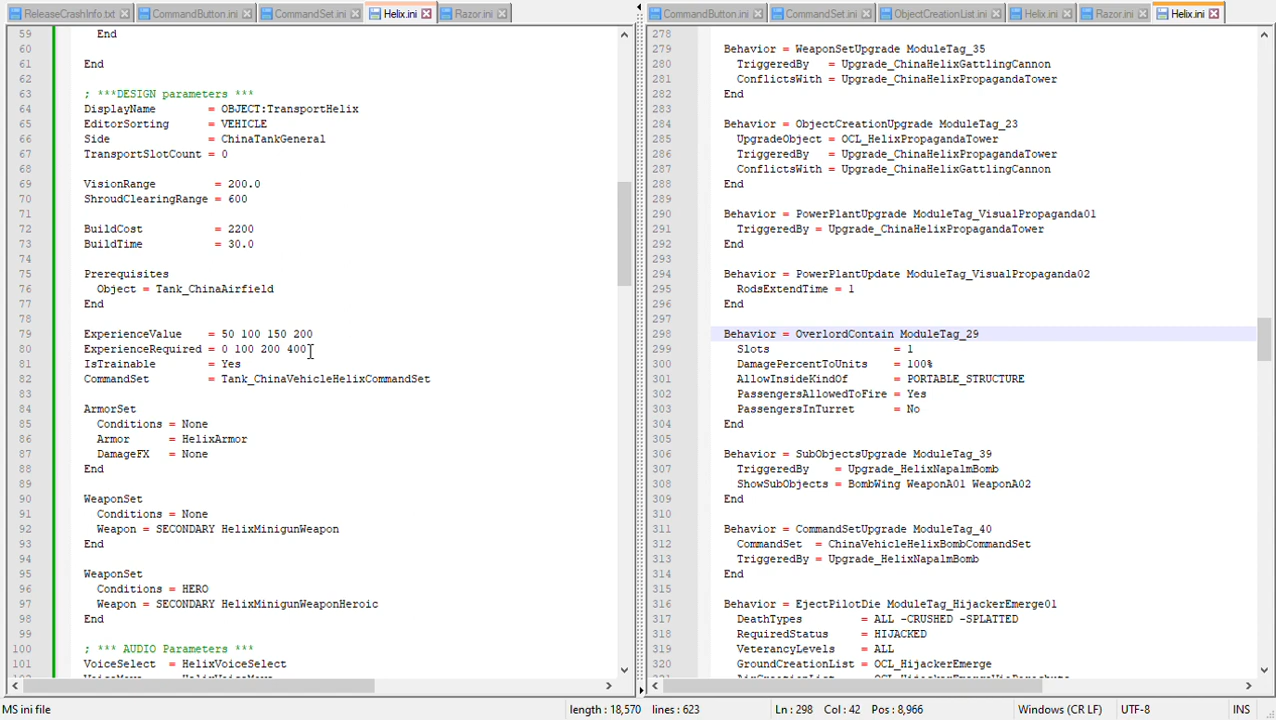 ReleaseCrashInfo.txt CommandButton.ini CommandSet.ini Helix.ini Razor.ini
59 End
60
61 End
62
63 ; ***DESIGN parameters ***
64 DisplayName = OBJECT:TransportHelix
65 EditorSorting = VEHICLE
66 Side = ChinaTankGeneral
67 TransportSlotCount = 0
68
69 VisionRange = 200.0
70 ShroudClearingRange = 600
71
72 BuildCost = 2200
73 BuildTime = 30.0
74
75 Prerequisites
76 Object = Tank_ChinaAirfield
77 End
78
79 ExperienceValue = 50 100 150 200
80 ExperienceRequired = 0 100 200 400
81 IsTrainable = Yes
82 CommandSet = Tank_ChinaVehicleHelixCommandSet
83
84 ArmorSet
85 Conditions = None
86 Armor = HelixArmor
87 DamageFX = None
88 End
89
90 WeaponSet
91 Conditions = None
92 Weapon = SECONDARY HelixMinigunWeapon
93 End
94
95 WeaponSet
96 Conditions = HERO
97 Weapon = SECONDARY HelixMinigunWeaponHeroic
98 End
99
100 ; *** AUDIO Parameters ***
101 VoiceSelect = HelixVoiceSelect
CommandButton.ini CommandSet.ini ObjectCreationList.ini Helix.ini Razor.ini Helix.ini
278
279 Behavior = WeaponSetUpgrade ModuleTag_35
280 TriggeredBy = Upgrade_ChinaHelixGattlingCannon
281 ConflictsWith = Upgrade_ChinaHelixPropagandaTower
282 End
283
284 Behavior = ObjectCreationUpgrade ModuleTag_23
285 UpgradeObject = OCL_HelixPropagandaTower
286 TriggeredBy = Upgrade_ChinaHelixPropagandaTower
287 ConflictsWith = Upgrade_ChinaHelixGattlingCannon
288 End
289
290 Behavior = PowerPlantUpgrade ModuleTag_VisualPropaganda01
291 TriggeredBy = Upgrade_ChinaHelixPropagandaTower
292 End
293
294 Behavior = PowerPlantUpdate ModuleTag_VisualPropaganda02
295 RodsExtendTime = 1
296 End
297
298 Behavior = OverlordContain ModuleTag_29
299 Slots = 1
300 DamagePercentToUnits = 100%
301 AllowInsideKindOf = PORTABLE_STRUCTURE
302 PassengersAllowedToFire = Yes
303 PassengersInTurret = No
304 End
305
306 Behavior = SubObjectsUpgrade ModuleTag_39
307 TriggeredBy = Upgrade_HelixNapalmBomb
308 ShowSubObjects = BombWing WeaponA01 WeaponA02
309 End
310
311 Behavior = CommandSetUpgrade ModuleTag_40
312 CommandSet = ChinaVehicleHelixBombCommandSet
313 TriggeredBy = Upgrade_HelixNapalmBomb
314 End
315
316 Behavior = EjectPilotDie ModuleTag_HijackerEmerge01
317 DeathTypes = ALL -CRUSHED -SPLATTED
318 RequiredStatus = HIJACKED
319 VeterancyLevels = ALL
320 GroundCreationList = OCL_HijackerEmerge
MS ini file length : 18,570 lines : 623 Ln : 298 Col : 42 Pos : 8,966 Windows (CR LF) UTF-8 INS